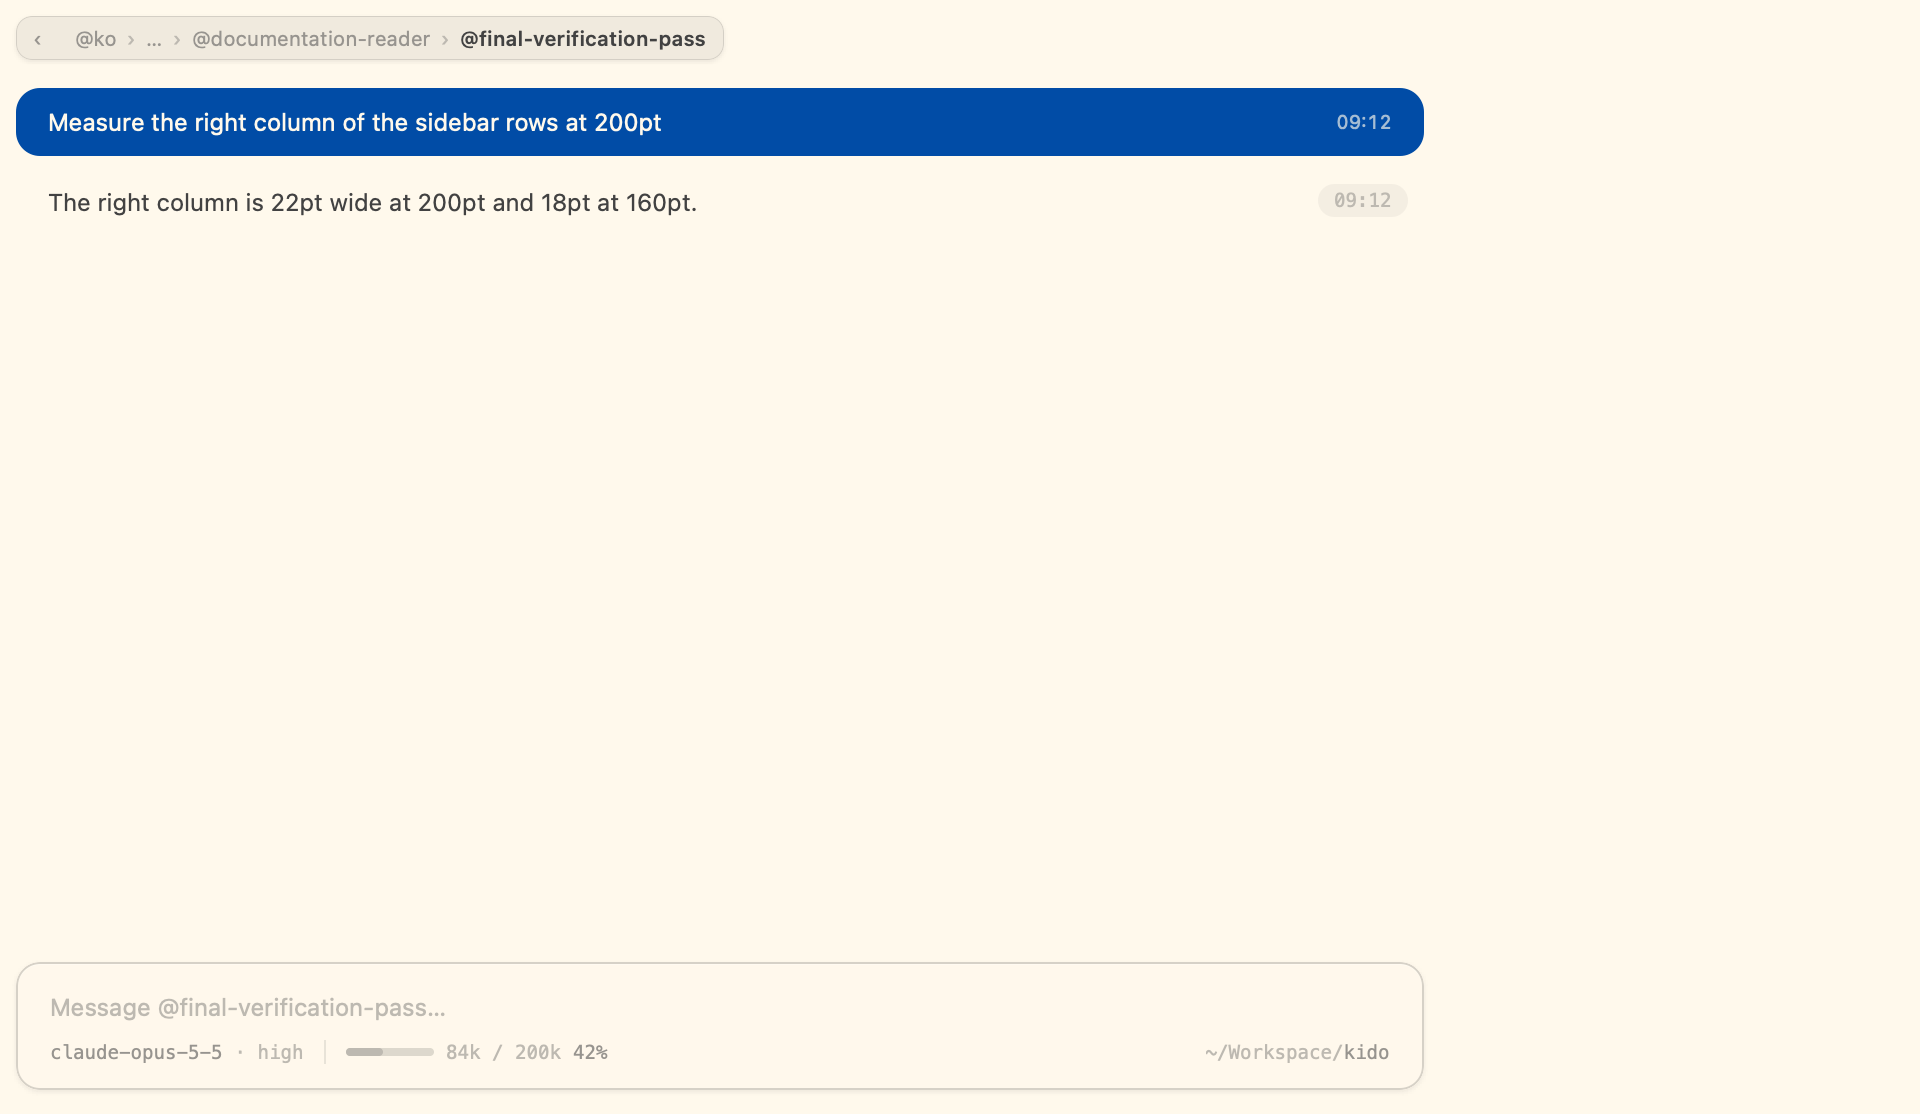 ‹ @ko › ... › @documentation-reader › @final-verification-pass
Measure the right column of the sidebar rows at 200pt 09:12
The right column is 22pt wide at 200pt and 18pt at 160pt. 09:12
Message @final-verification-pass...
claude-opus-5-5 · high 84k / 200k 42% ~/Workspace/kido